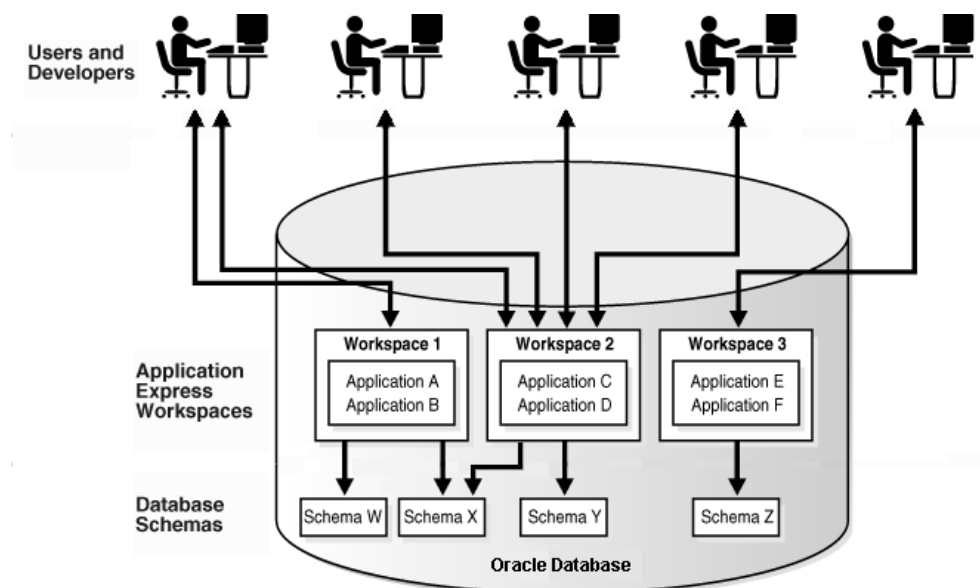 Users and
Developers
Workspace 1
Application A
Application B
Workspace 2
Application C
Application D
Workspace 3
Application E
Application F
Application
Express
Workspaces
Database
Schemas
Schema W
Schema X
Schema Y
Schema Z
Oracle Database